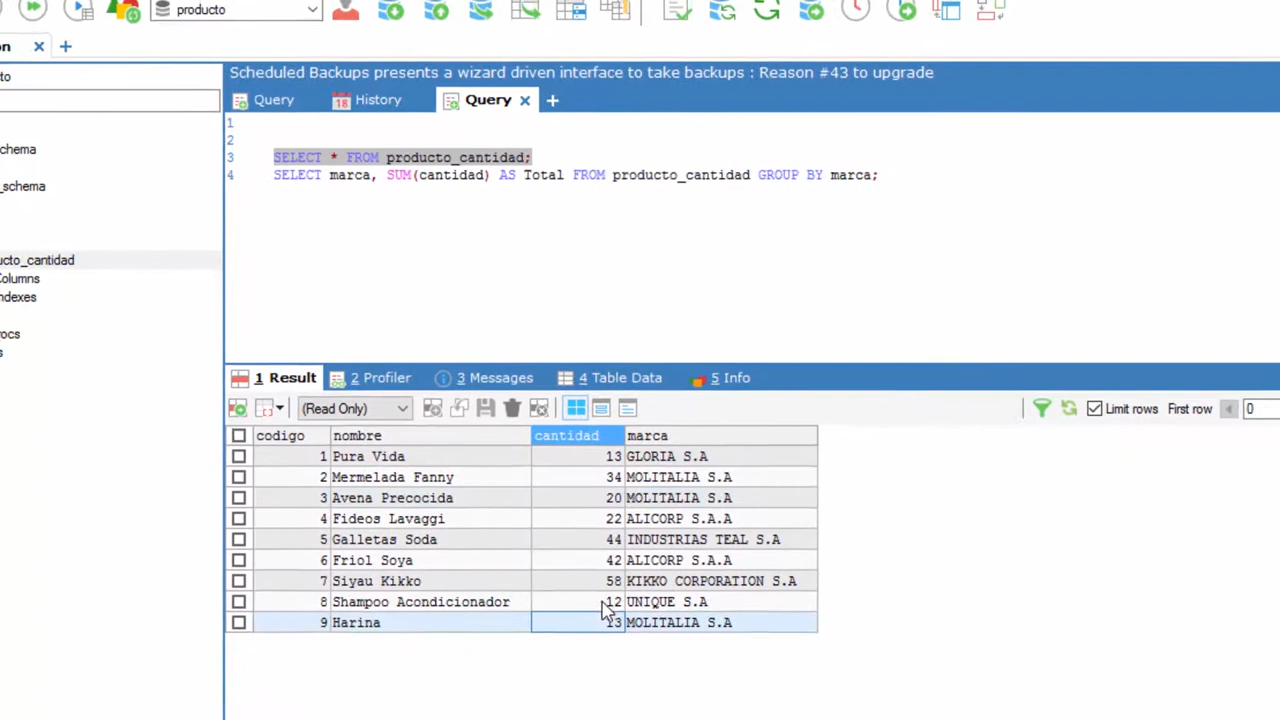 producto
on
to
Scheduled Backups presents a wizard driven interface to take backups : Reason #43 to upgrade
Query History Query
1
2
3 SELECT * FROM producto_cantidad;
4 SELECT marca, SUM(cantidad) AS Total FROM producto_cantidad GROUP BY marca;
schema
_schema
ucto_cantidad
Columns
ndexes
rocs
s
1 Result 2 Profiler 3 Messages 4 Table Data 5 Info
(Read Only) Limit rows First row 0
codigo nombre cantidad marca
1 Pura Vida 13 GLORIA S.A
2 Mermelada Fanny 34 MOLITALIA S.A
3 Avena Precocida 20 MOLITALIA S.A
4 Fideos Lavaggi 22 ALICORP S.A.A
5 Galletas Soda 44 INDUSTRIAS TEAL S.A
6 Friol Soya 42 ALICORP S.A.A
7 Siyau Kikko 58 KIKKO CORPORATION S.A
8 Shampoo Acondicionador 12 UNIQUE S.A
9 Harina 13 MOLITALIA S.A